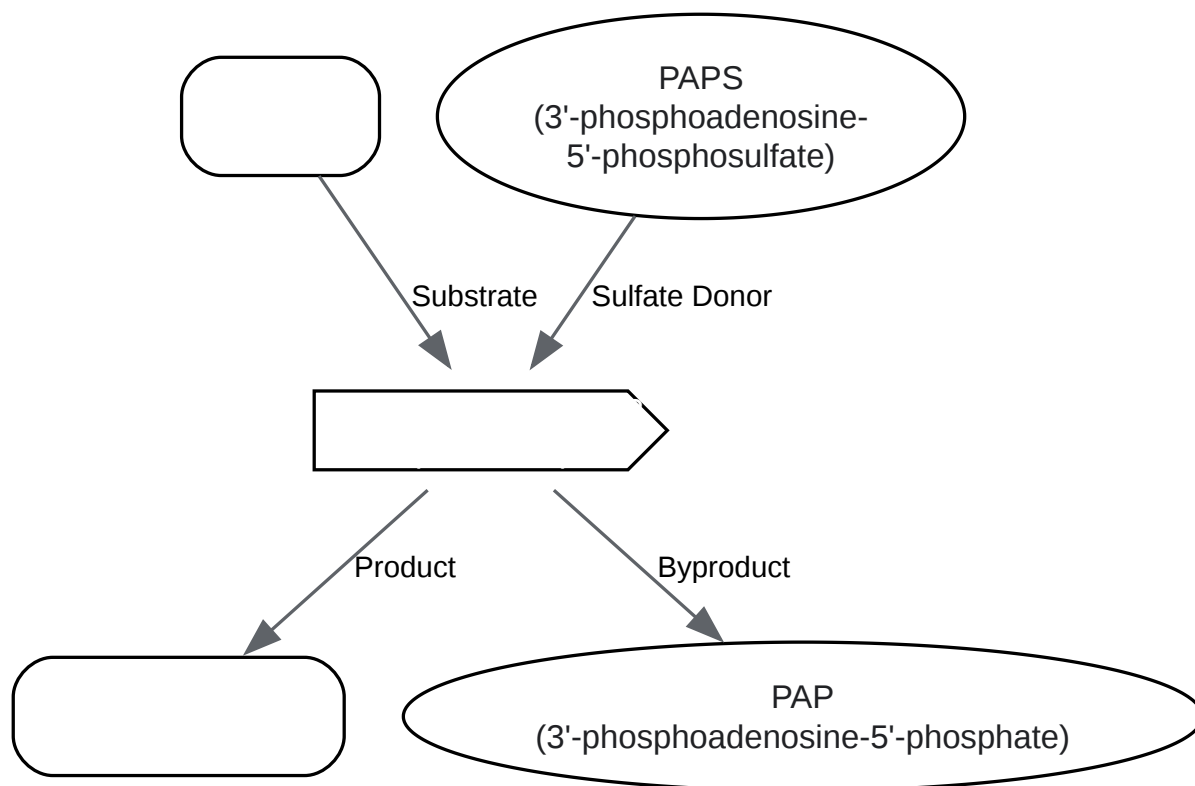 PAPS
(3'-phosphoadenosine-
5'-phosphosulfate)
Substrate
Sulfate Donor
Product
Byproduct
PAP
(3'-phosphoadenosine-5'-phosphate)